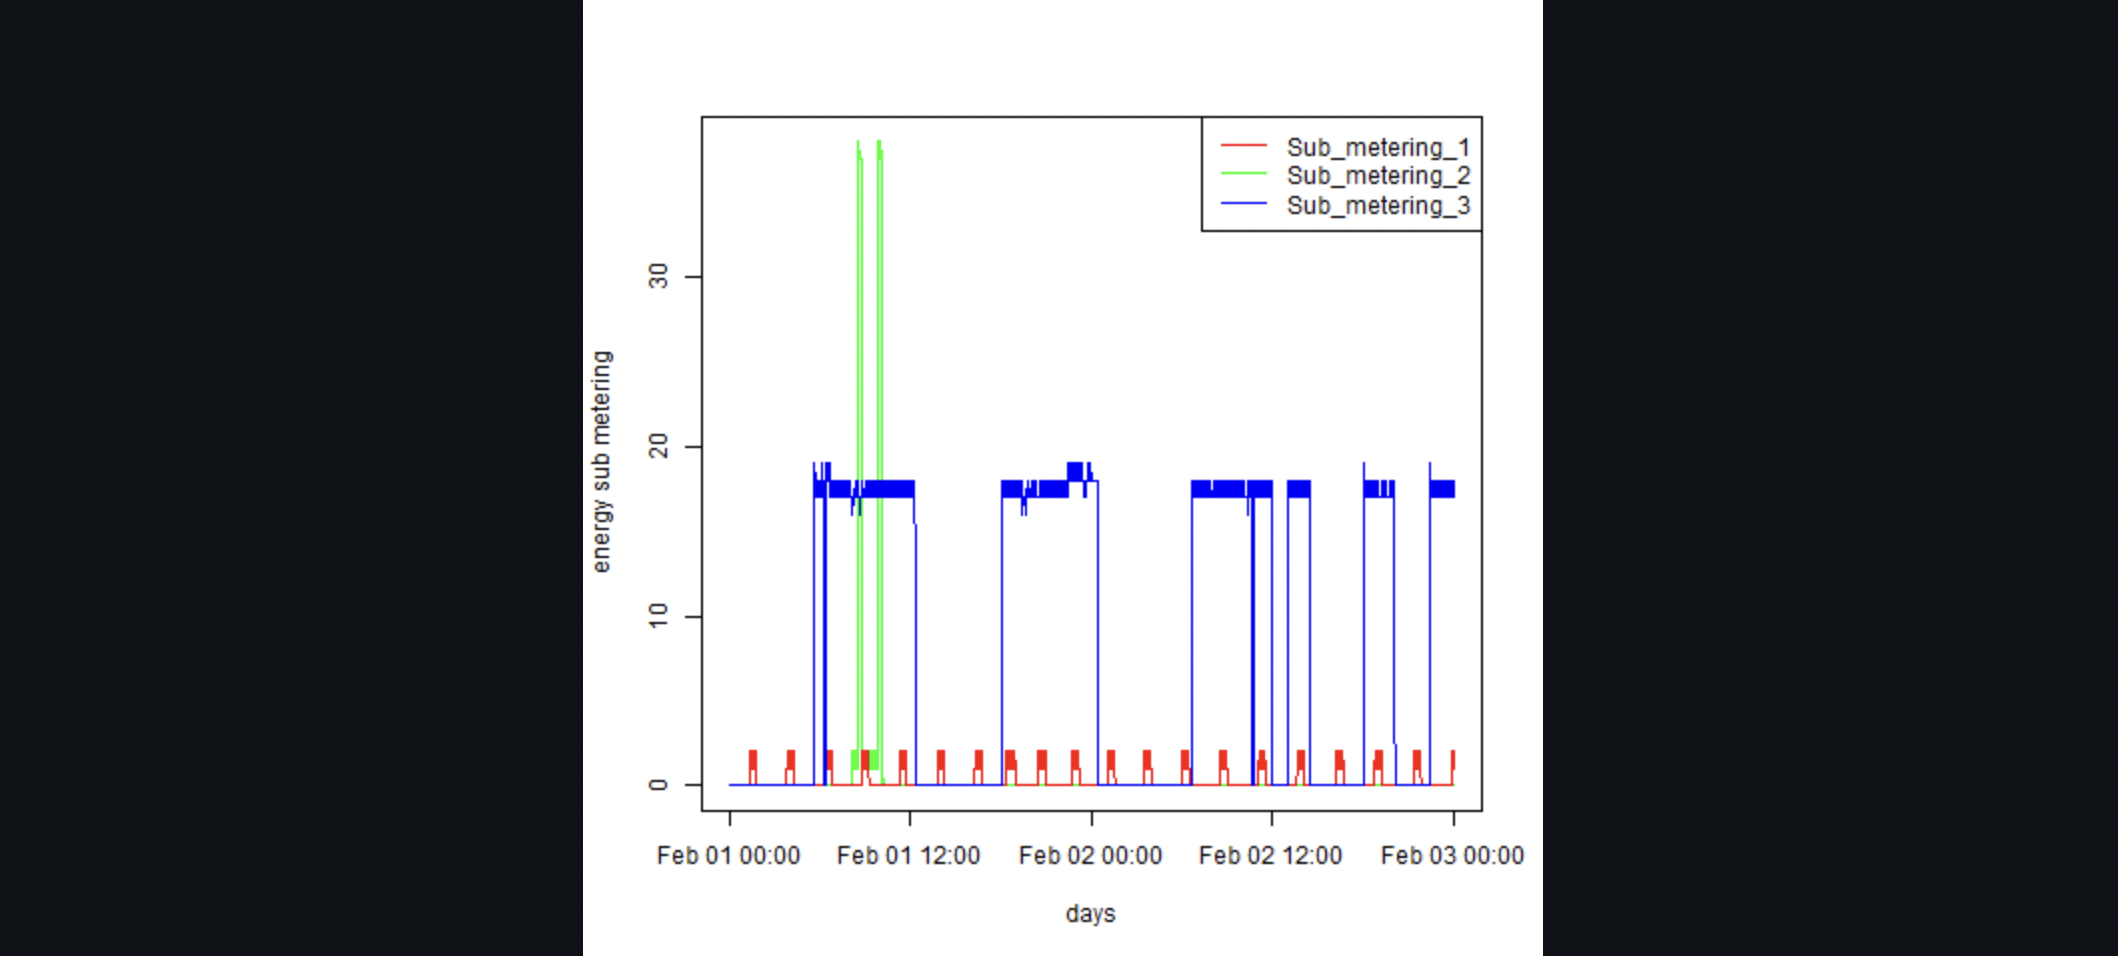 Sub_metering_1
Sub_metering_2
Sub_metering_3
30
20
10
0
energy sub metering
Feb 01 00:00
Feb 01 12:00
Feb 02 00:00
Feb 02 12:00
Feb 03 00:00
days